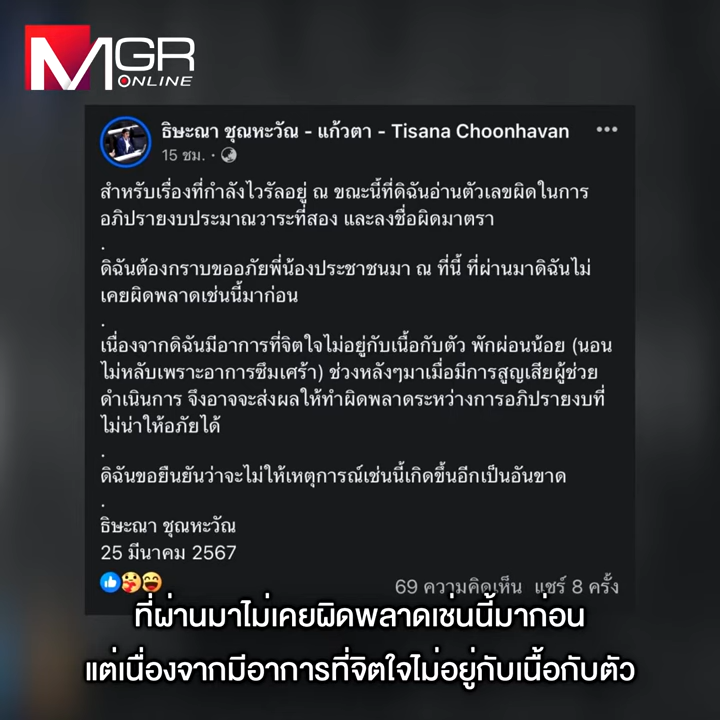 MGR
ONLINE
ธิษะณา ชุณหะวัณ - แก้วตา - Tisana Choonhavan
15 ชม. ·
สำหรับเรื่องที่กำลังไวรัลอยู่ ณ ขณะนี้ที่ดิฉันอ่านตัวเลขผิดในการ
อภิปรายงบประมาณวาระที่สอง และลงชื่อผิดมาตรา
.
ดิฉันต้องกราบขออภัยพี่น้องประชาชนมา ณ ที่นี้ ที่ผ่านมาดิฉันไม่
เคยผิดพลาดเช่นนี้มาก่อน
.
เนื่องจากดิฉันมีอาการที่จิตใจไม่อยู่กับเนื้อกับตัว พักผ่อนน้อย (นอน
ไม่หลับเพราะอาการซึมเศร้า) ช่วงหลังๆมาเมื่อมีการสูญเสียผู้ช่วย
ดำเนินการ จึงอาจจะส่งผลให้ทำผิดพลาดระหว่างการอภิปรายงบที่
ไม่น่าให้อภัยได้
.
ดิฉันขอยืนยันว่าจะไม่ให้เหตุการณ์เช่นนี้เกิดขึ้นอีกเป็นอันขาด
.
ธิษะณา ชุณหะวัณ
25 มีนาคม 2567
69 ความคิดเห็น แชร์ 8 ครั้ง
ที่ผ่านมาไม่เคยผิดพลาดเช่นนี้มาก่อน
แต่เนื่องจากมีอาการที่จิตใจไม่อยู่กับเนื้อกับตัว